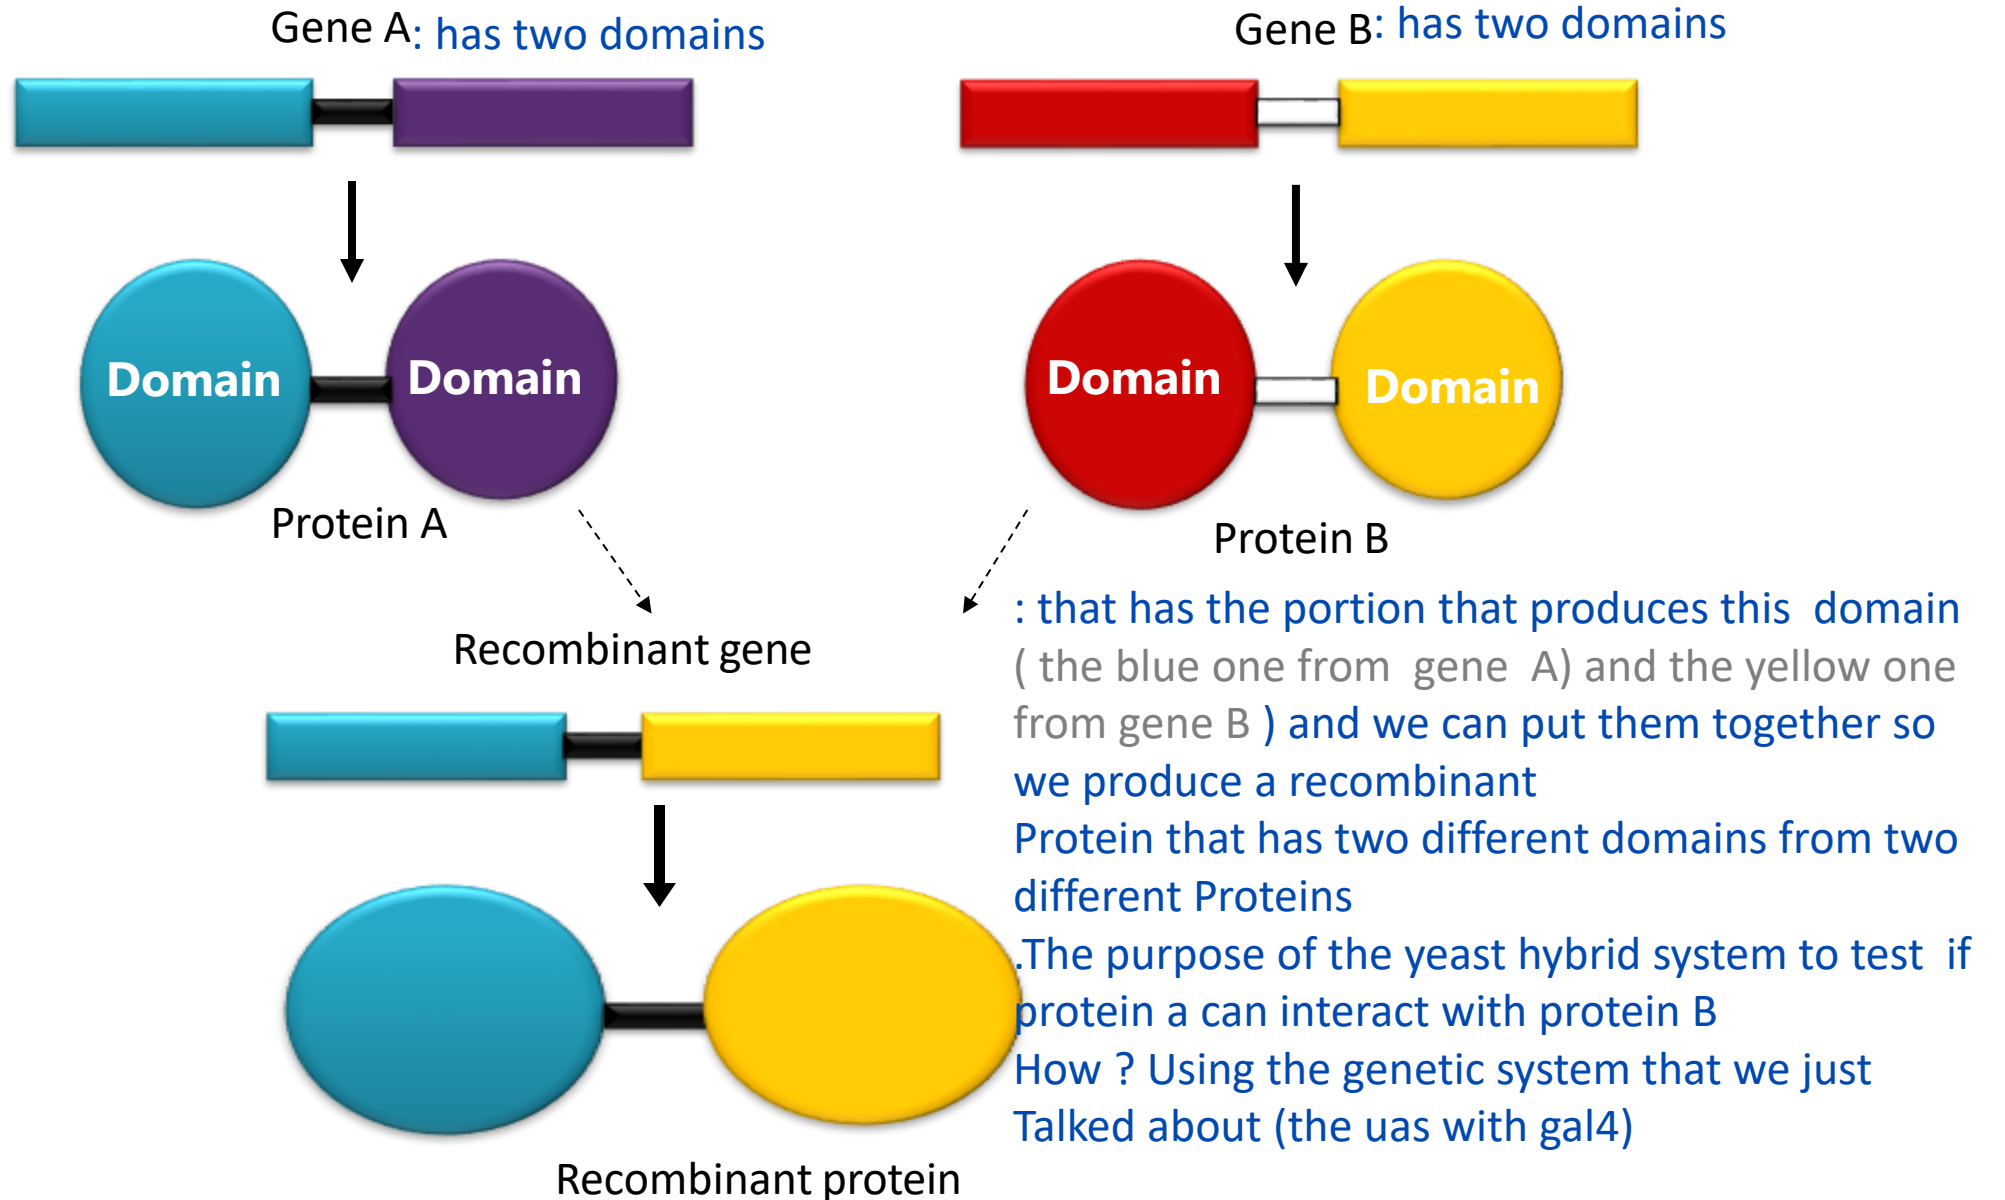 Gene A: has two domains
Gene B: has two domains
Domain
Domain
Domain
Domain
Protein A
Protein B
Recombinant gene
: that has the portion that produces this domain
( the blue one from gene A) and the yellow one
from gene B ) and we can put them together so
we produce a recombinant
Protein that has two different domains from two
different Proteins
.The purpose of the yeast hybrid system to test if
protein a can interact with protein B
How ? Using the genetic system that we just
Talked about (the uas with gal4)
Recombinant protein